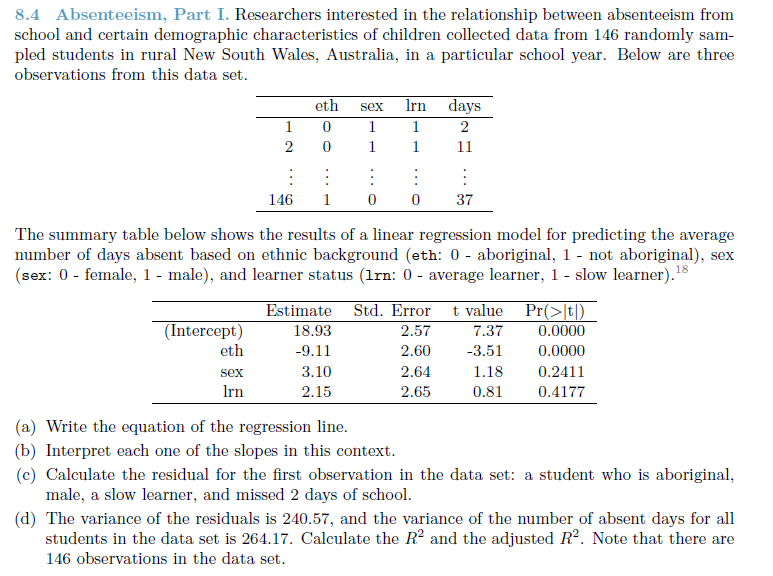 8.4 Absenteeism, Part I. Researchers interested in the relationship between absenteeism from
school and certain demographic characteristics of children collected data from 146 randomly sam-
pled students in rural New South Wales, Australia, in a particular school year. Below are three
observations from this data set.
eth sex lrn days
1 0 1 1 2
2 0 1 1 11
⋮ ⋮ ⋮ ⋮ ⋮
146 1 0 0 37
The summary table below shows the results of a linear regression model for predicting the average
number of days absent based on ethnic background (eth: 0 - aboriginal, 1 - not aboriginal), sex
(sex: 0 - female, 1 - male), and learner status (lrn: 0 - average learner, 1 - slow learner).18
Estimate Std. Error t value Pr(>|t|)
(Intercept) 18.93 2.57 7.37 0.0000
eth -9.11 2.60 -3.51 0.0000
sex 3.10 2.64 1.18 0.2411
lrn 2.15 2.65 0.81 0.4177
(a) Write the equation of the regression line.
(b) Interpret each one of the slopes in this context.
(c) Calculate the residual for the first observation in the data set: a student who is aboriginal,
male, a slow learner, and missed 2 days of school.
(d) The variance of the residuals is 240.57, and the variance of the number of absent days for all
students in the data set is 264.17. Calculate the R² and the adjusted R². Note that there are
146 observations in the data set.